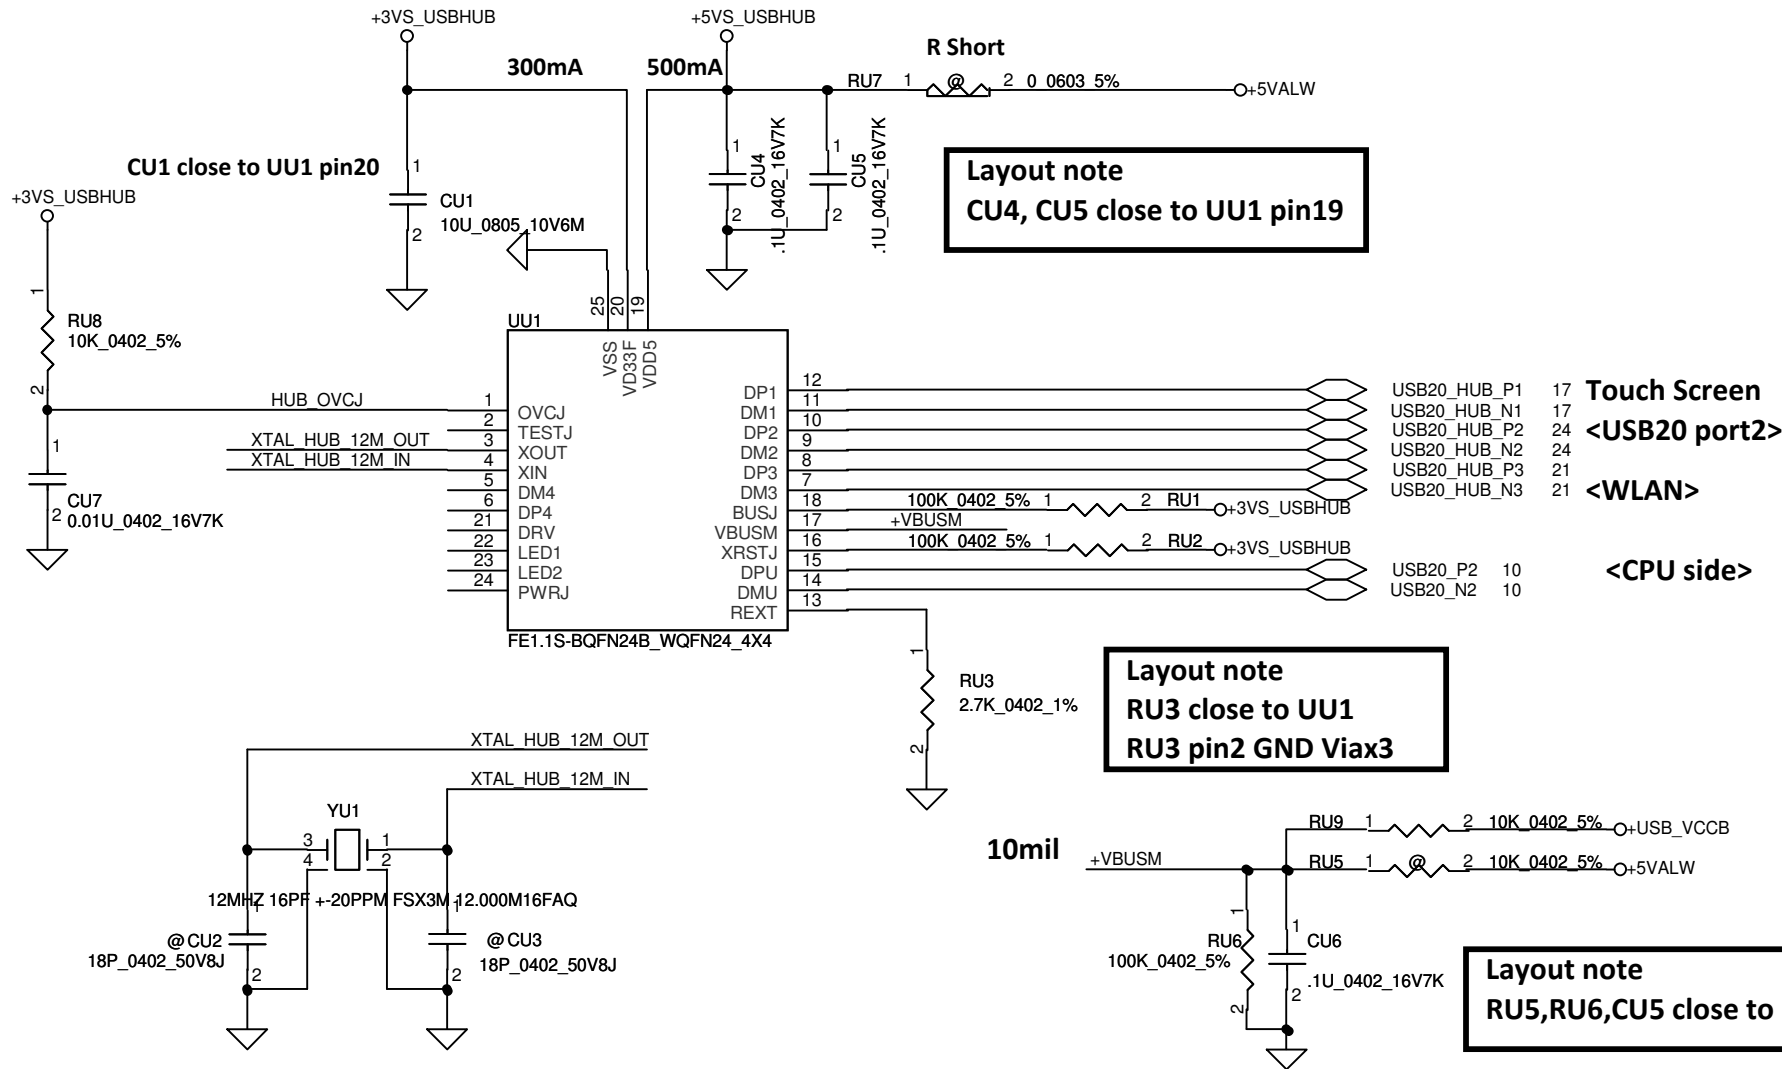 +3VS_USBHUB
+5VS_USBHUB
R Short
300mA
500mA
RU7 1 @ 2 0_0603_5% +5VALW
CU1 close to UU1 pin20
+3VS_USBHUB
1
CU1
10U_0805_10V6M
2
1
CU4
.1U_0402_16V7K
2
1
CU5
.1U_0402_16V7K
2
Layout note
CU4, CU5 close to UU1 pin19
1
RU8
10K_0402_5%
2
HUB_OVCJ
XTAL_HUB_12M_OUT
XTAL_HUB_12M_IN
1
CU7
0.01U_0402_16V7K
2
UU1
25 VSS
20 VD33F
19 VDD5
1 OVCJ
2 TESTJ
3 XOUT
4 XIN
5 DM4
6 DP4
21 DRV
22 LED1
23 LED2
24 PWRJ
DP1 12 USB20_HUB_P1 17 Touch Screen
DM1 11 USB20_HUB_N1 17
DP2 10 USB20_HUB_P2 24 <USB20 port2>
DM2 9 USB20_HUB_N2 24
DP3 8 USB20_HUB_P3 21
DM3 7 USB20_HUB_N3 21 <WLAN>
BUSJ 18 100K_0402_5% 1 2 RU1 +3VS_USBHUB
VBUSM 17 +VBUSM
XRSTJ 16 100K_0402_5% 1 2 RU2 +3VS_USBHUB
DPU 15 USB20_P2 10 <CPU side>
DMU 14 USB20_N2 10
REXT 13
FE1.1S-BQFN24B_WQFN24_4X4
1
RU3
2.7K_0402_1%
2
Layout note
RU3 close to UU1
RU3 pin2 GND Viax3
XTAL_HUB_12M_OUT
XTAL_HUB_12M_IN
YU1
3 1
4 2
12MHZ 16PF +-20PPM FSX3M-12.000M16FAQ
1
@ CU2
18P_0402_50V8J
2
1
@ CU3
18P_0402_50V8J
2
10mil
+VBUSM
RU9 1 2 10K_0402_5% +USB_VCCB
RU5 1 @ 2 10K_0402_5% +5VALW
1
RU6
100K_0402_5%
2
1
CU6
.1U_0402_16V7K
2
Layout note
RU5,RU6,CU5 close to